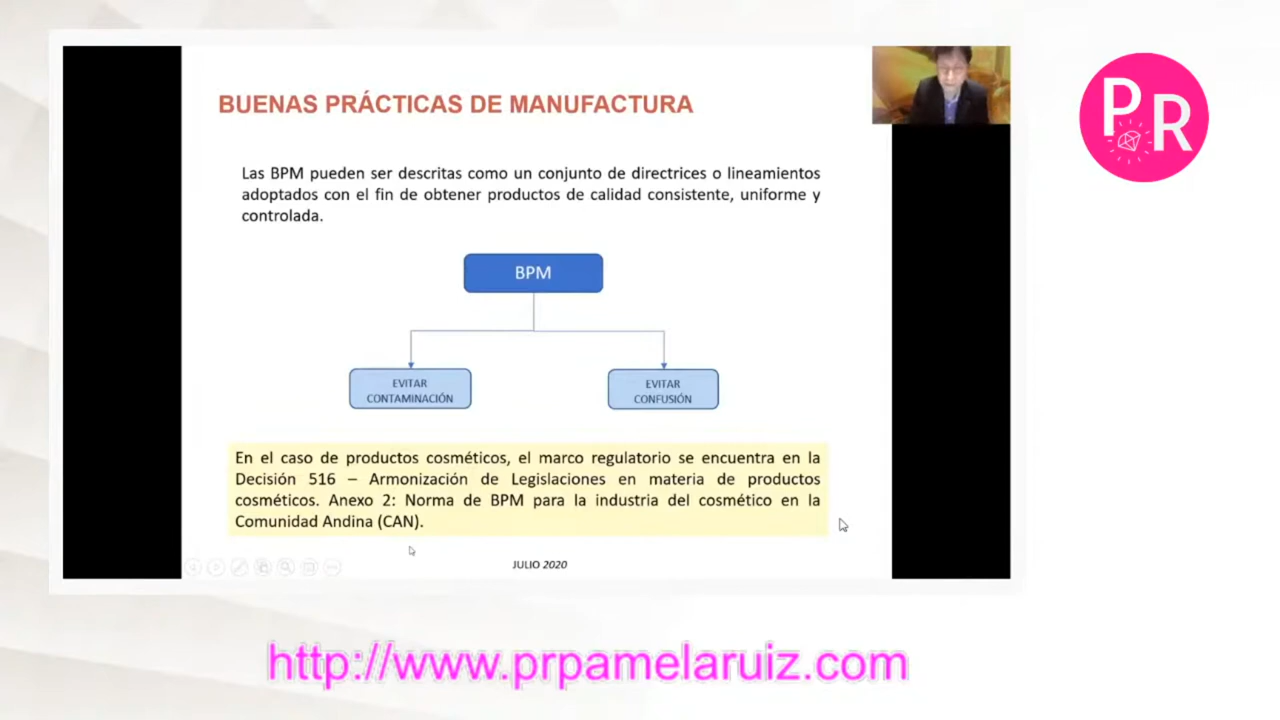 BUENAS PRÁCTICAS DE MANUFACTURA
PR
Las BPM pueden ser descritas como un conjunto de directrices o lineamientos
adoptados con el fin de obtener productos de calidad consistente, uniforme y
controlada.
BPM
EVITAR
CONTAMINACIÓN
EVITAR
CONFUSIÓN
En el caso de productos cosméticos, el marco regulatorio se encuentra en la
Decisión 516 – Armonización de Legislaciones en materia de productos
cosméticos. Anexo 2: Norma de BPM para la industria del cosmético en la
Comunidad Andina (CAN).
JULIO 2020
http://www.prpamelaruiz.com